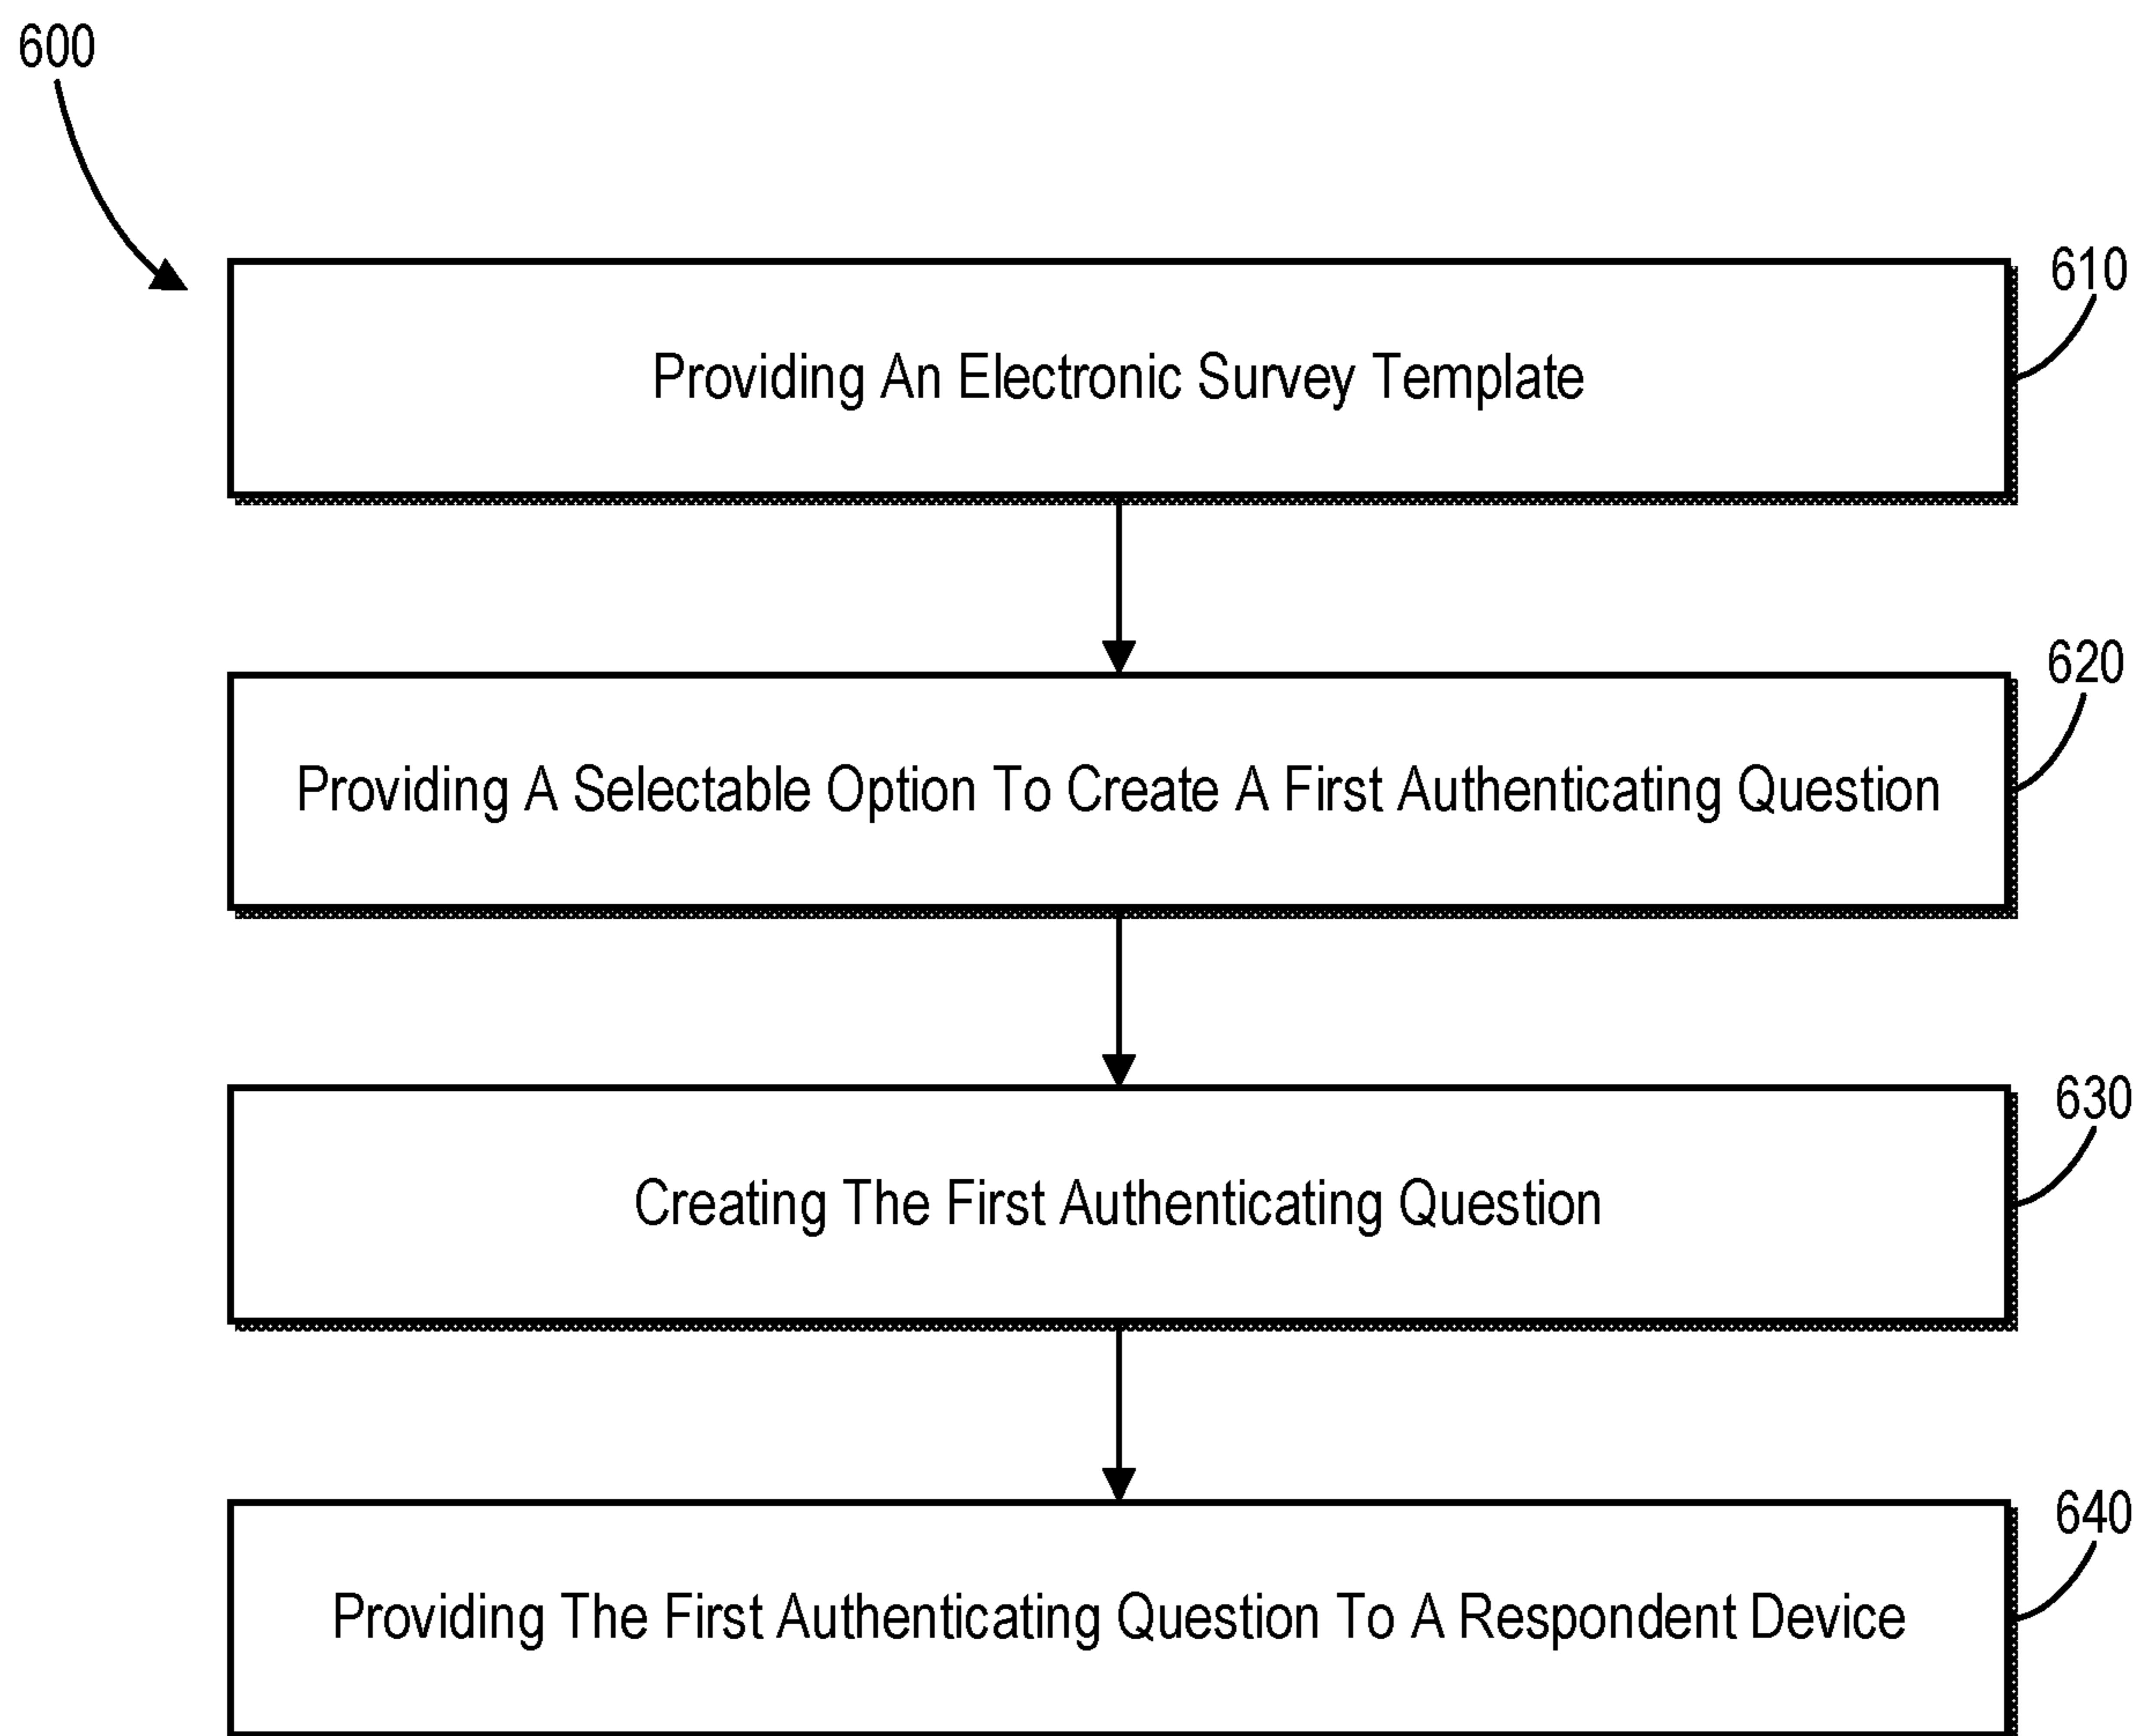 600
610
Providing An Electronic Survey Template
620
Providing A Selectable Option To Create A First Authenticating Question
630
Creating The First Authenticating Question
640
Providing The First Authenticating Question To A Respondent Device